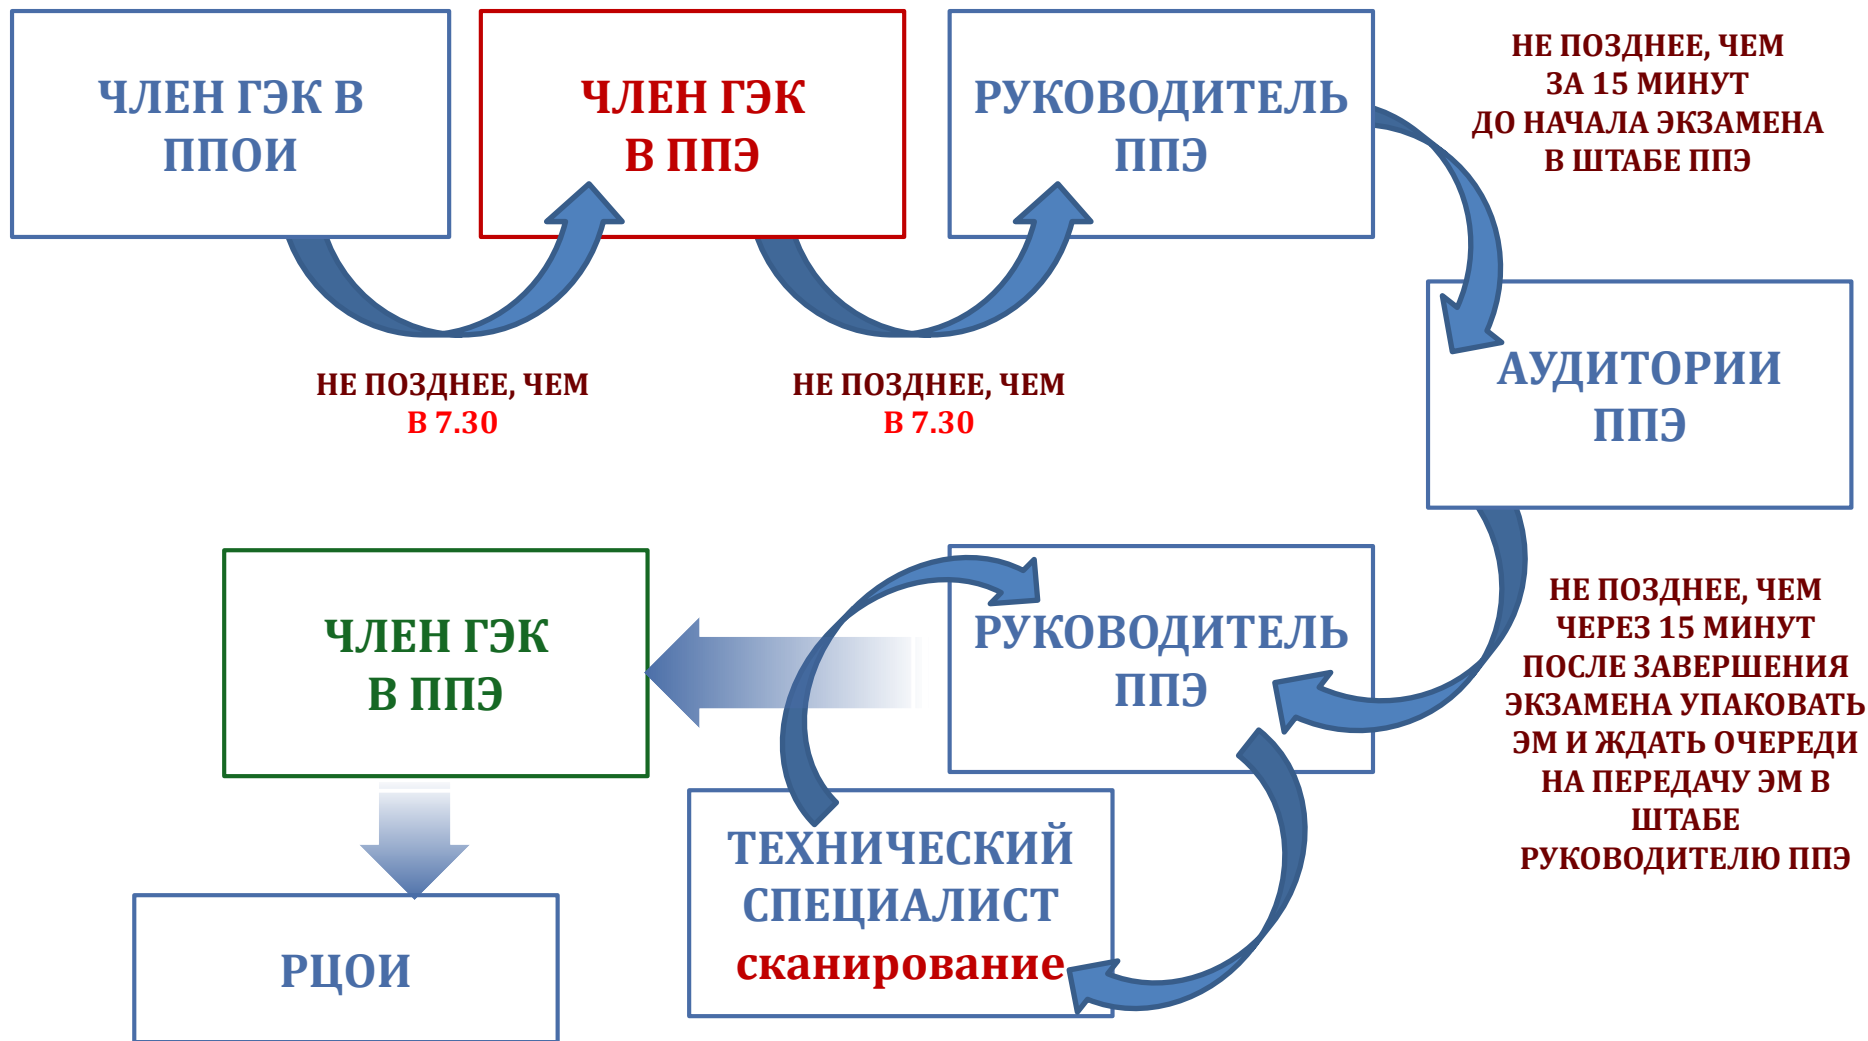 ЧЛЕН ГЭК В
ППОИ
ЧЛЕН ГЭК
В ППЭ
РУКОВОДИТЕЛЬ
ППЭ
НЕ ПОЗДНЕЕ, ЧЕМ
ЗА 15 МИНУТ
ДО НАЧАЛА ЭКЗАМЕНА
В ШТАБЕ ППЭ
НЕ ПОЗДНЕЕ, ЧЕМ
В 7.30
НЕ ПОЗДНЕЕ, ЧЕМ
В 7.30
АУДИТОРИИ
ППЭ
НЕ ПОЗДНЕЕ, ЧЕМ
ЧЕРЕЗ 15 МИНУТ
ПОСЛЕ ЗАВЕРШЕНИЯ
ЭКЗАМЕНА УПАКОВАТЬ
ЭМ И ЖДАТЬ ОЧЕРЕДИ
НА ПЕРЕДАЧУ ЭМ В
ШТАБЕ
РУКОВОДИТЕЛЮ ППЭ
РУКОВОДИТЕЛЬ
ППЭ
ТЕХНИЧЕСКИЙ
СПЕЦИАЛИСТ
сканирование
ЧЛЕН ГЭК
В ППЭ
РЦОИ